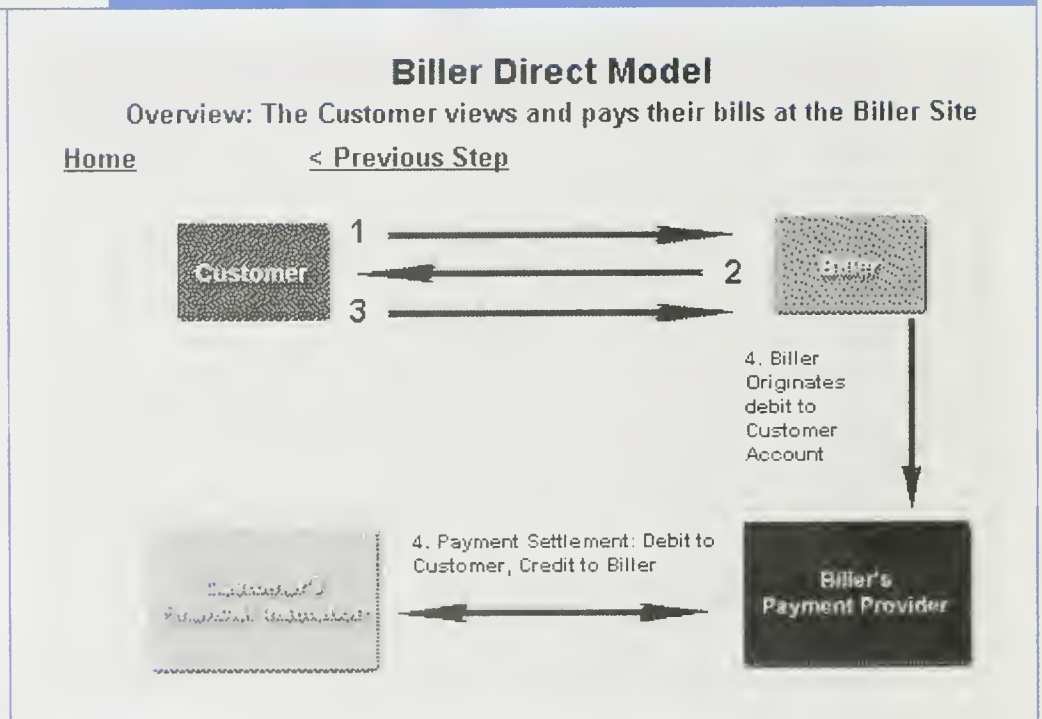 Biller Direct Model
Overview: The Customer views and pays their bills at the Biller Site
Home < Previous Step
1
Customer
2
Biller
3
4. Biller
Originates
debit to
Customer
Account
4. Payment Settlement: Debit to
Customer, Credit to Biller
Biller's
Payment Provider